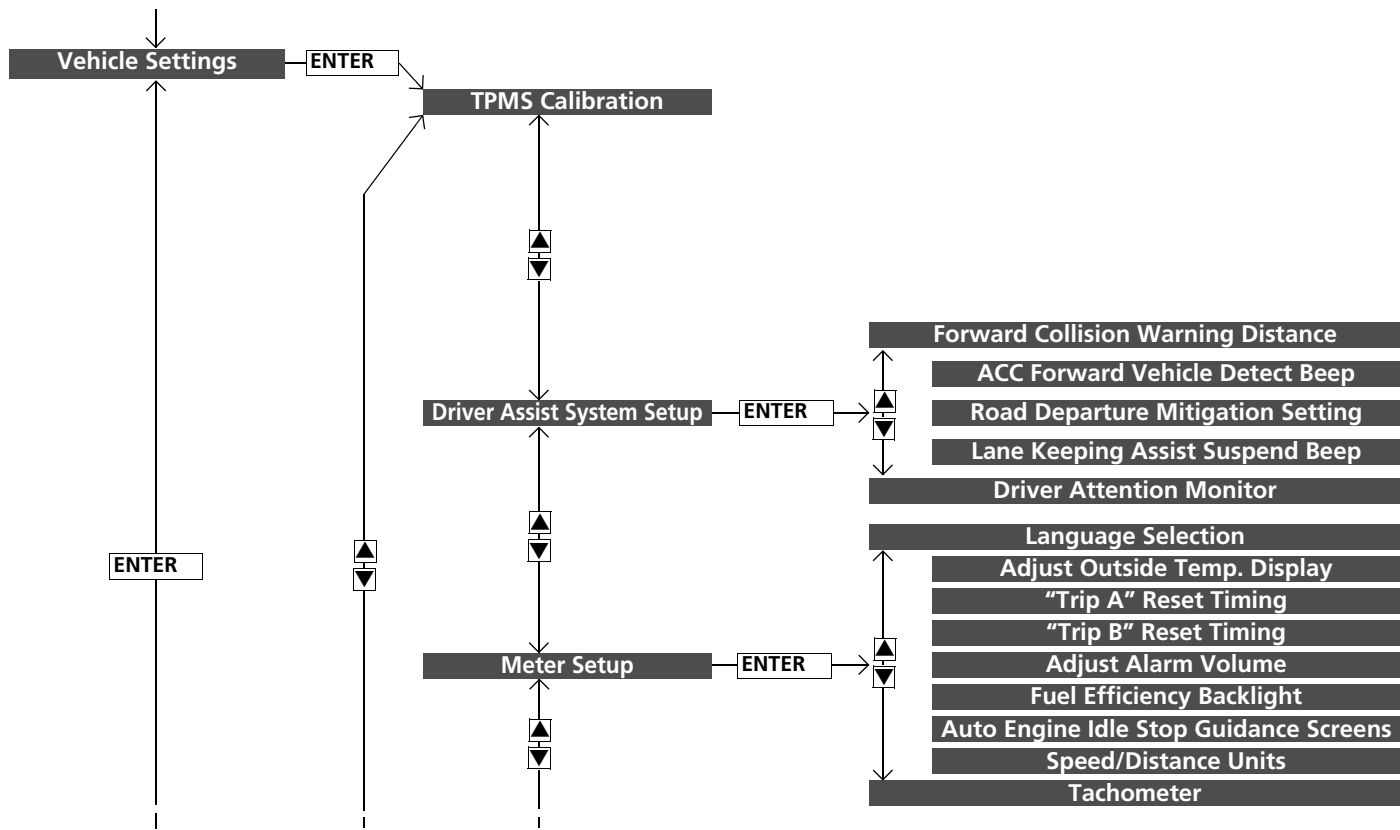 Vehicle Settings
ENTER
TPMS Calibration
Driver Assist System Setup
ENTER
Forward Collision Warning Distance
ACC Forward Vehicle Detect Beep
Road Departure Mitigation Setting
Lane Keeping Assist Suspend Beep
Driver Attention Monitor
ENTER
Meter Setup
ENTER
Language Selection
Adjust Outside Temp. Display
“Trip A” Reset Timing
“Trip B” Reset Timing
Adjust Alarm Volume
Fuel Efficiency Backlight
Auto Engine Idle Stop Guidance Screens
Speed/Distance Units
Tachometer